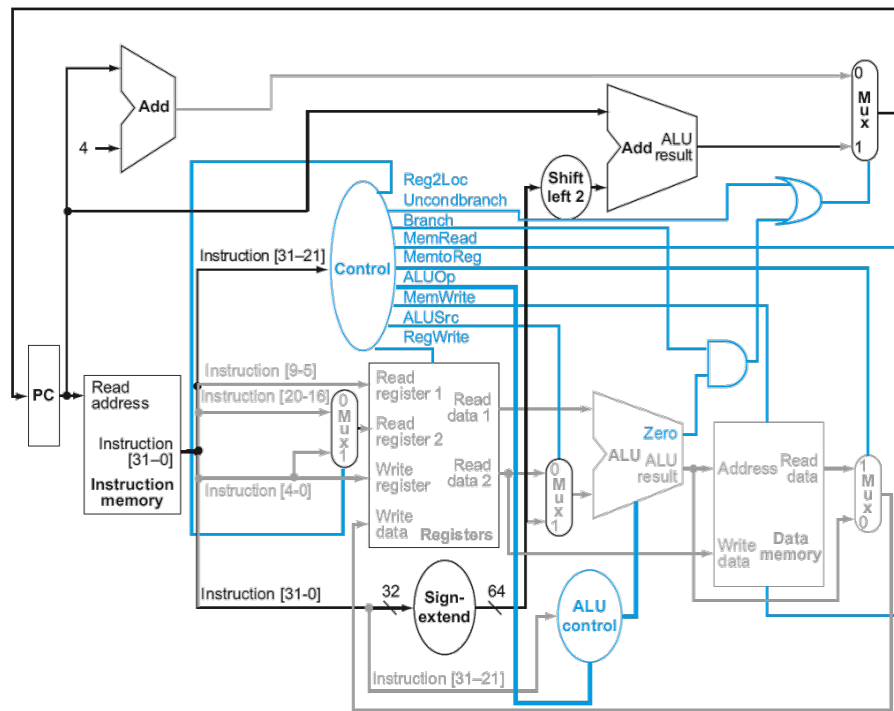 Add
4
0
Mux
1
Add
ALU
result
Shift
left 2
Reg2Loc
Uncondbranch
Branch
MemRead
MemtoReg
ALUOp
MemWrite
ALUSrc
RegWrite
Instruction [31–21]
Control
PC
Read
address
Instruction
[31–0]
Instruction
memory
Instruction [9-5]
Instruction [20-16]
Instruction [4-0]
0
Mux
1
Read
register 1
Read
register 2
Write
register
Write
data
Read
data 1
Read
data 2
Registers
0
Mux
1
Zero
ALU
ALU
result
Address
Read
data
Write
data
Data
memory
1
Mux
0
Instruction [31-0]
32
Sign-
extend
64
ALU
control
Instruction [31–21]